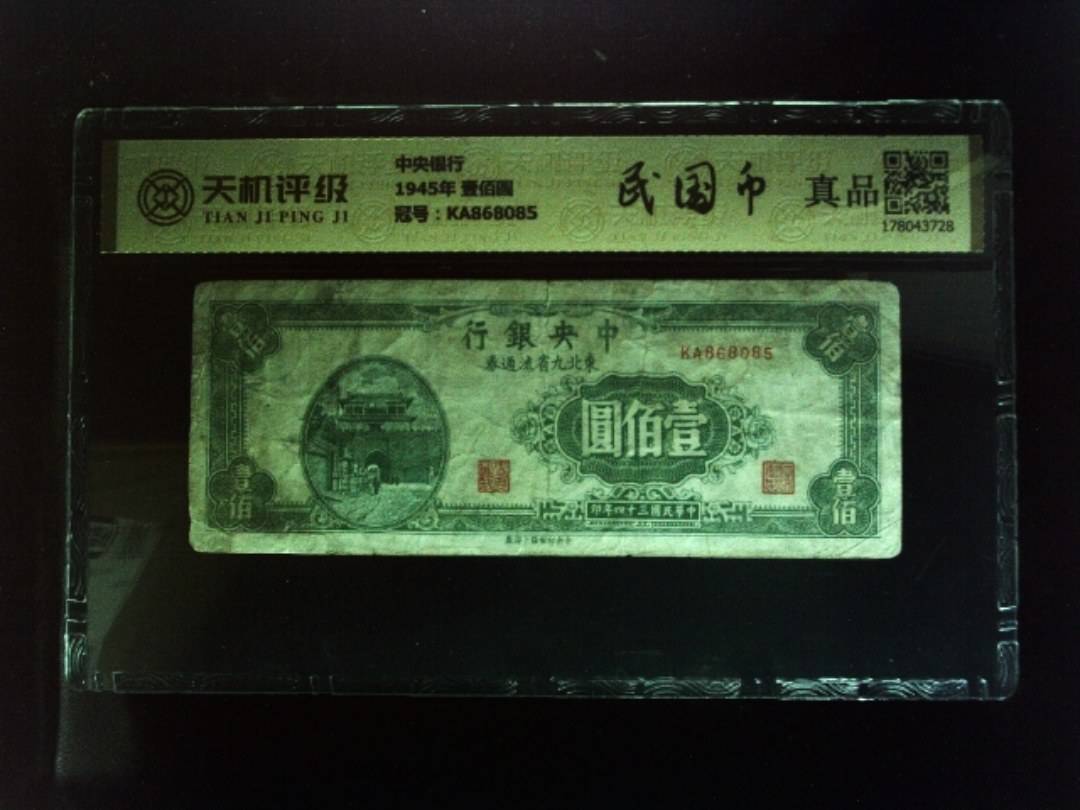 天机评级
TIAN JI PING JI
中央银行
1945年 壹佰圓
冠号：KA868085
民国币
真品
178043728
行銀央中
券通流省九北東
KA868085
圓佰壹
佰
佰
壹佰
壹佰
印年四十三國民華中